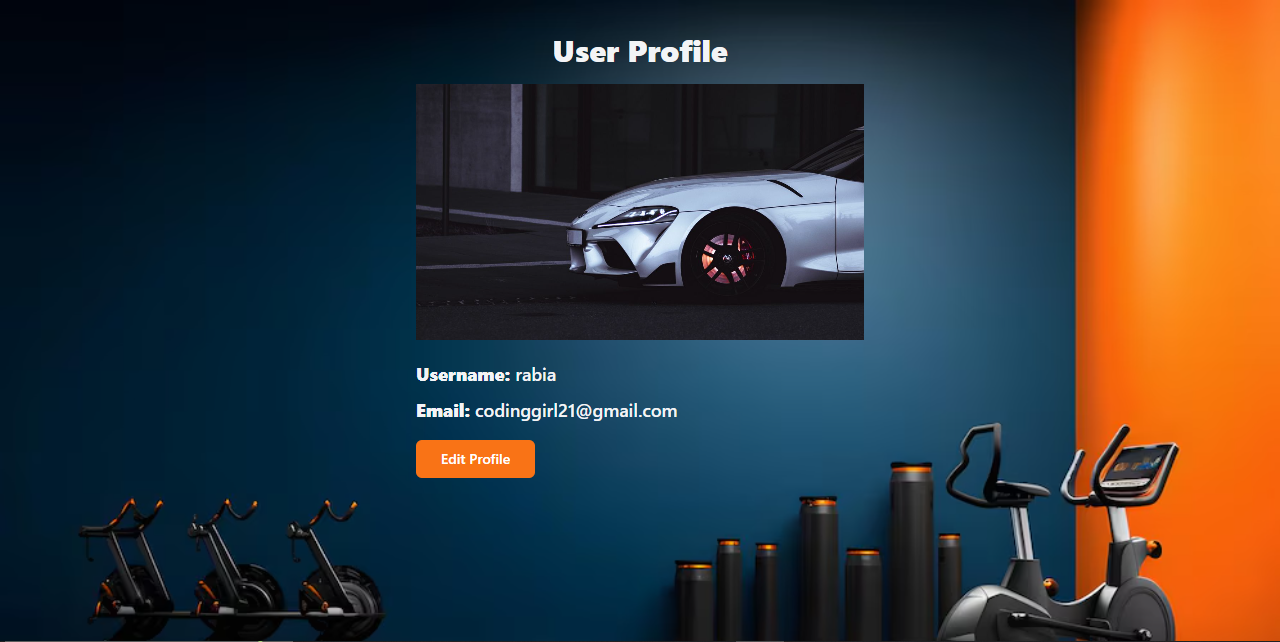 User Profile
Username: rabia
Email: codinggirl21@gmail.com
Edit Profile